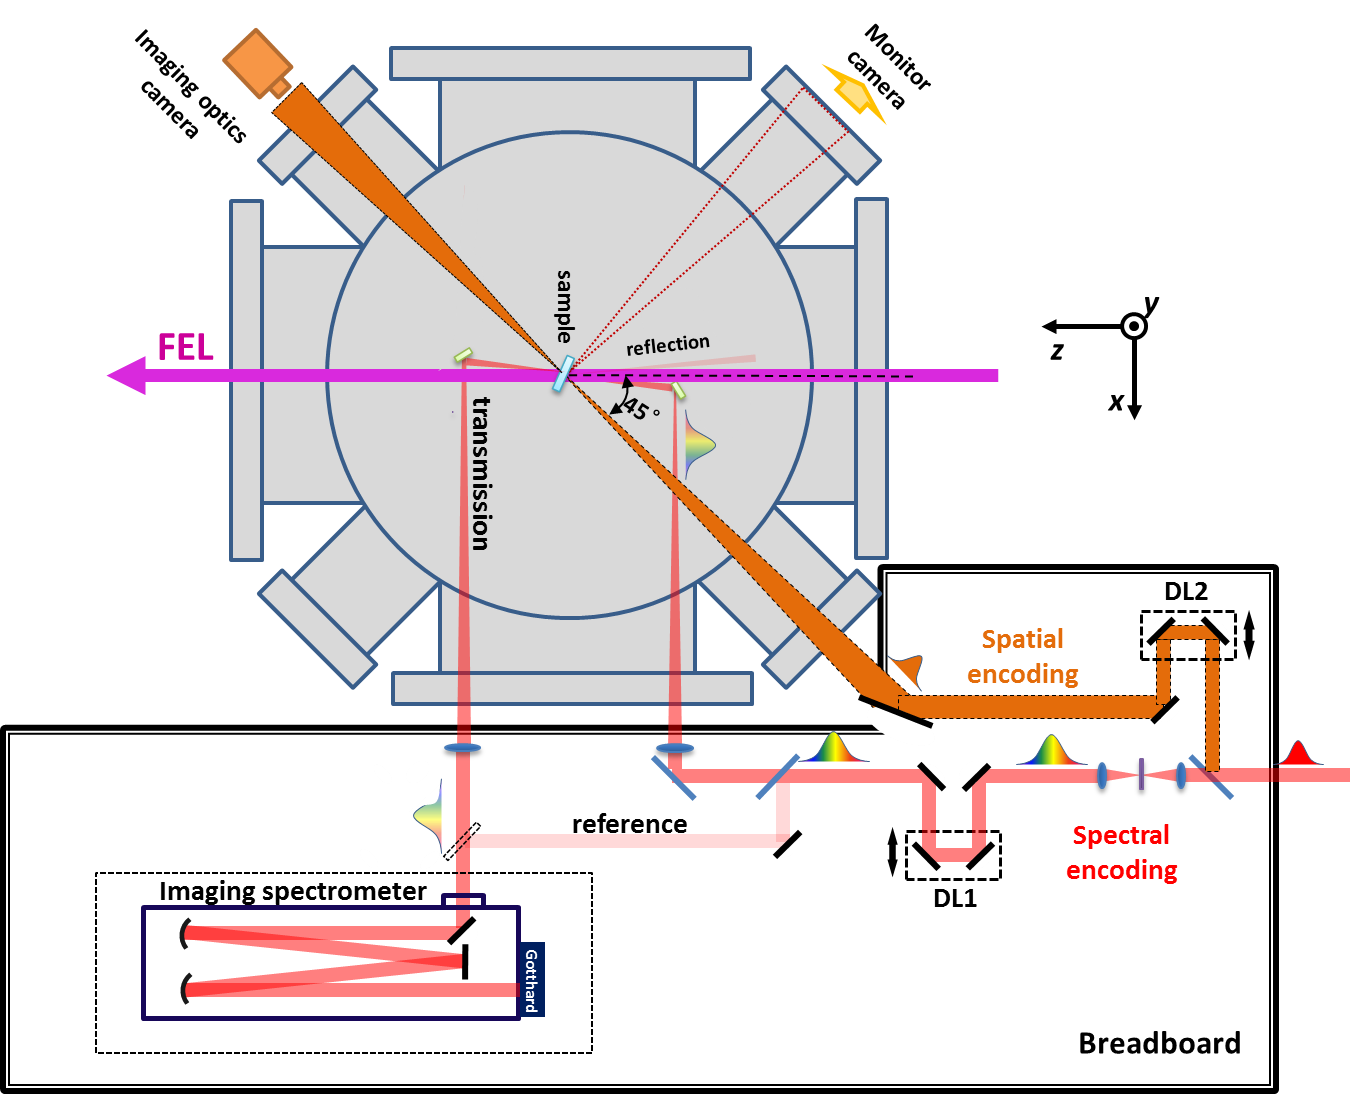 Imaging optics
camera
Monitor
camera
sample
reflection
FEL
45°
transmission
y
z
x
DL2
Spatial
encoding
reference
Spectral
encoding
DL1
Imaging spectrometer
Gotthard
Breadboard